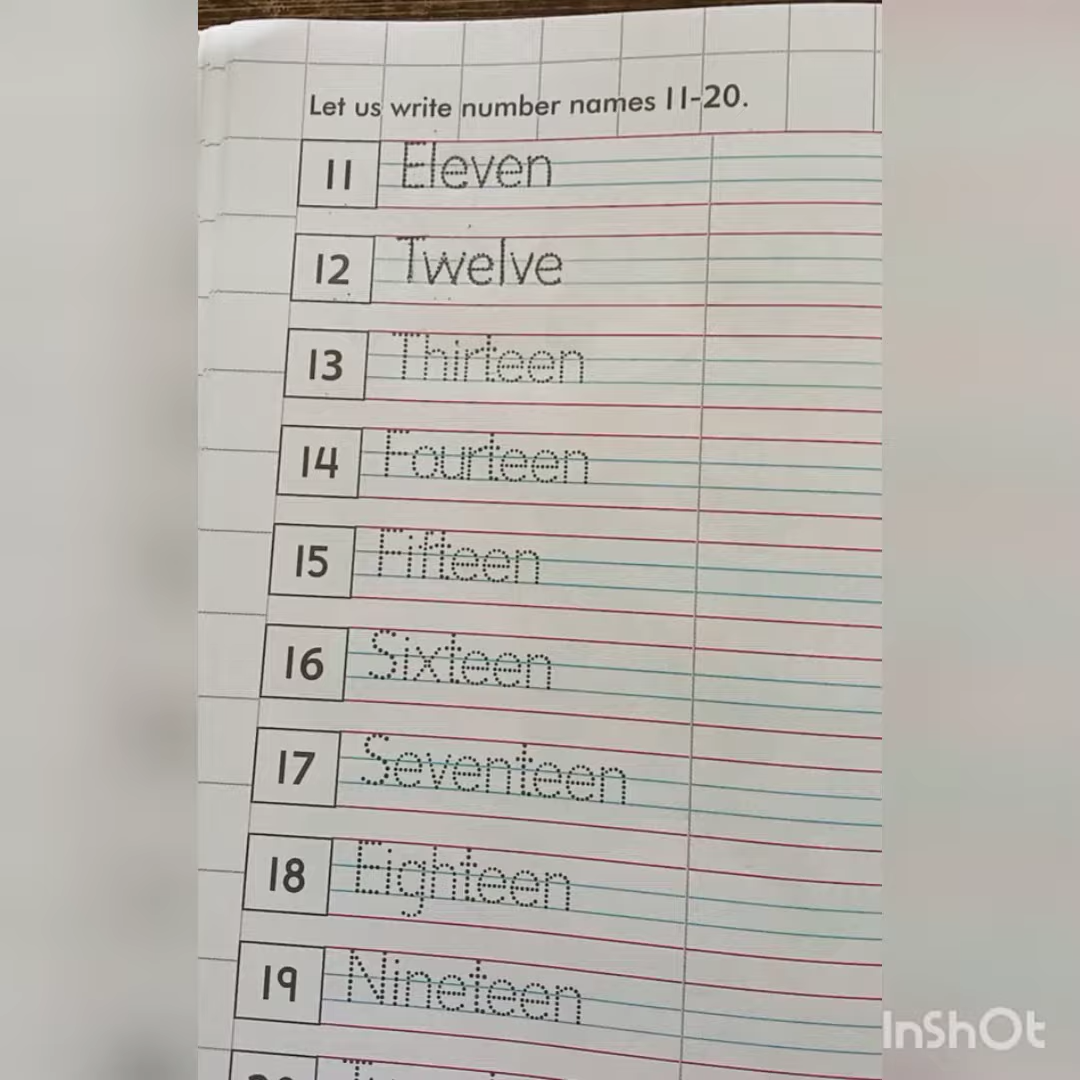 Let us write number names 11-20.
11 Eleven
12 Twelve
13 Thirteen
14 Fourteen
15 Fifteen
16 Sixteen
17 Seventeen
18 Eighteen
19 Nineteen
InShOt